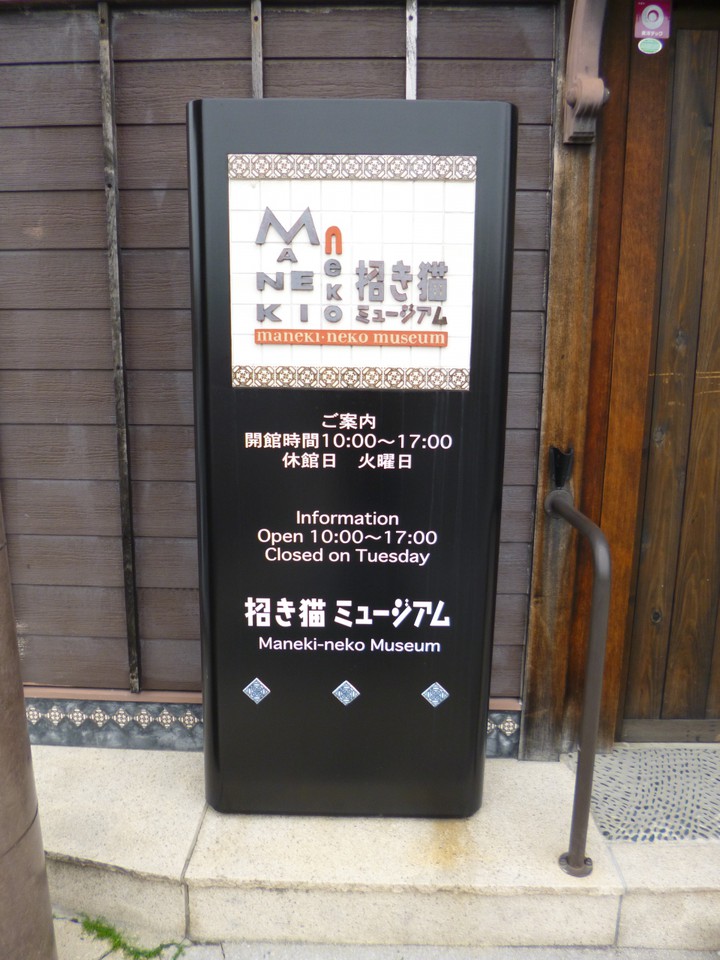 MANEKI
neko
招き猫
ミュージアム
maneki·neko museum
ご案内
開館時間10:00〜17:00
休館日 火曜日
Information
Open 10:00〜17:00
Closed on Tuesday
招き猫 ミュージアム
Maneki-neko Museum